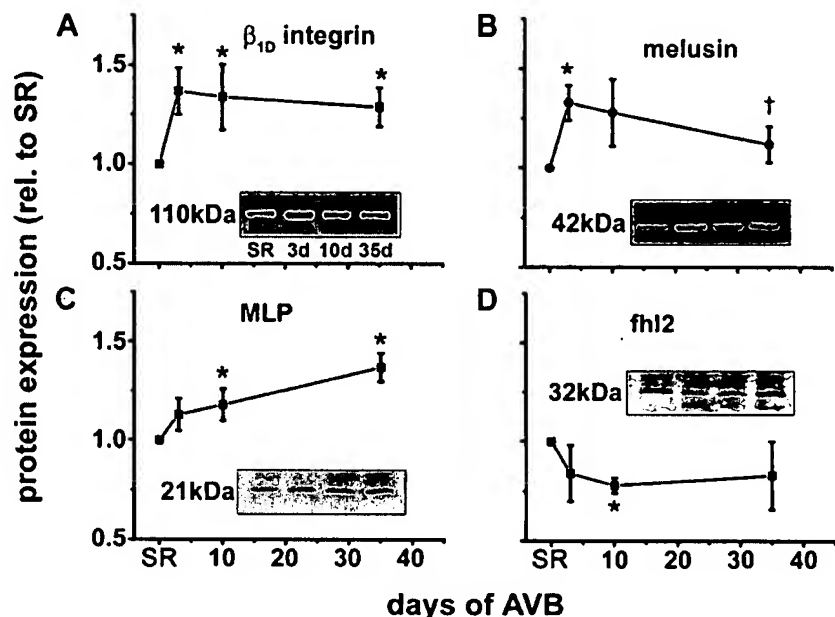 A
β1D integrin
* * *
1.5
1.0
0.5
110kDa
SR 3d 10d 35d
B
melusin
* †
42kDa
C
MLP
* *
1.5
1.0
0.5
21kDa
SR 10 20 30 40
D
fhl2
32kDa
*
SR 10 20 30 40
protein expression (rel. to SR)
days of AVB